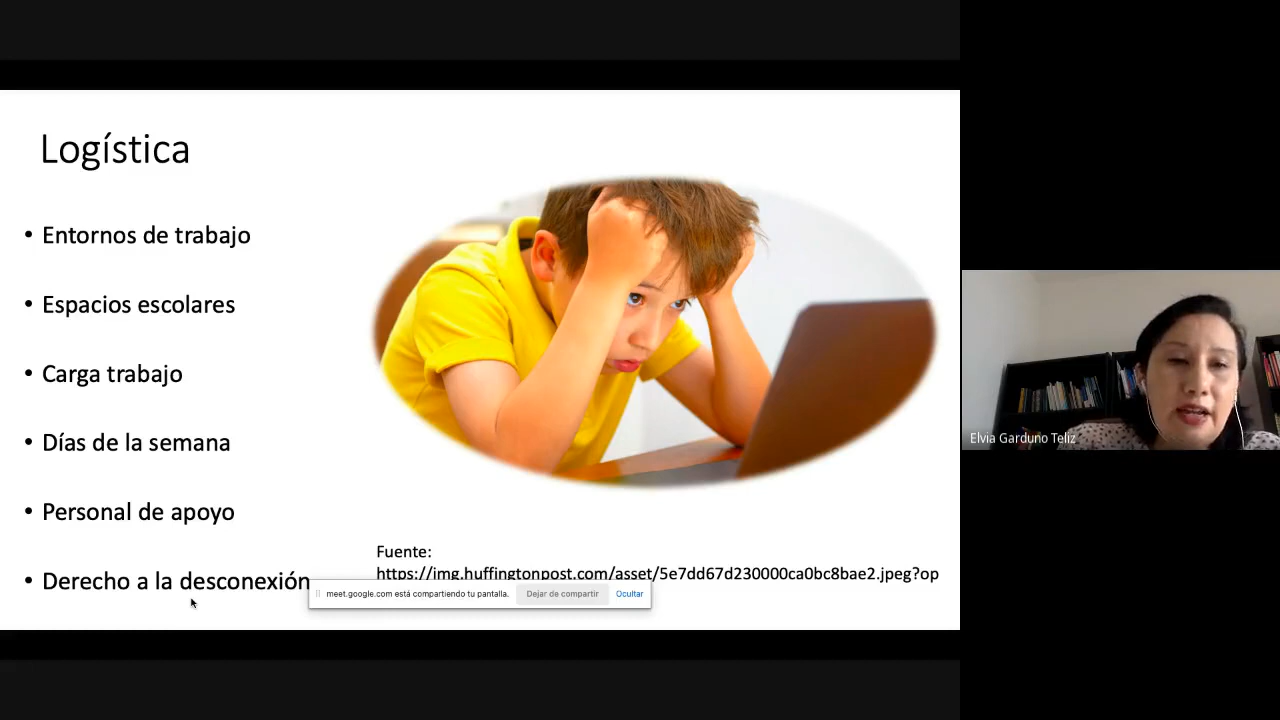 Logística
• Entornos de trabajo
• Espacios escolares
• Carga trabajo
• Días de la semana
• Personal de apoyo
• Derecho a la desconexión
Fuente:
https://img.huffingtonpost.com/asset/5e7dd67d230000ca0bc8bae2.jpeg?op
meet.google.com está compartiendo tu pantalla. Dejar de compartir Ocultar
Elvia Garduno Teliz